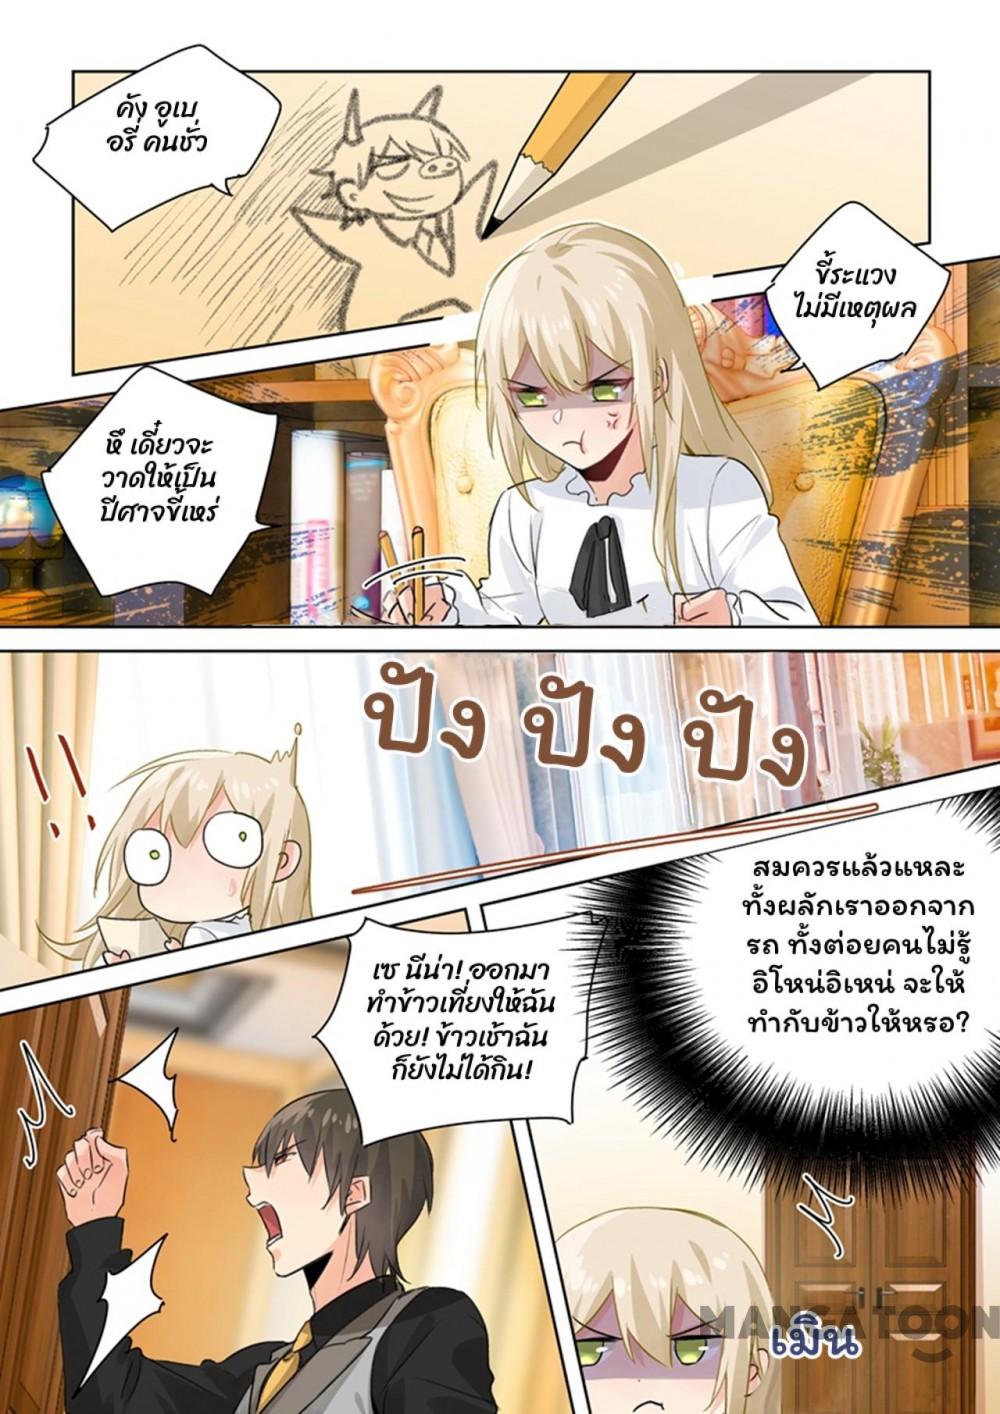 คัง อูเบ
อรี่ คนชั่ว
ขี้ระแวง
ไม่มีเหตุผล
หึ เดี๋ยวจะ
วาดให้เป็น
ปีศาจขี้เหร่
ปัง ปัง ปัง
สมควรแล้วแหละ
ทั้งผลักเราออกจาก
รถ ทั้งต่อยคนไม่รู้
อิโหน่อิเหน่ จะให้
ทำกับข้าวให้หรอ?
เซ นีน่า! ออกมา
ทำข้าวเที่ยงให้ฉัน
ด้วย! ข้าวเช้าฉัน
ก็ยังไม่ได้กิน!
เมิน
MANGATOON